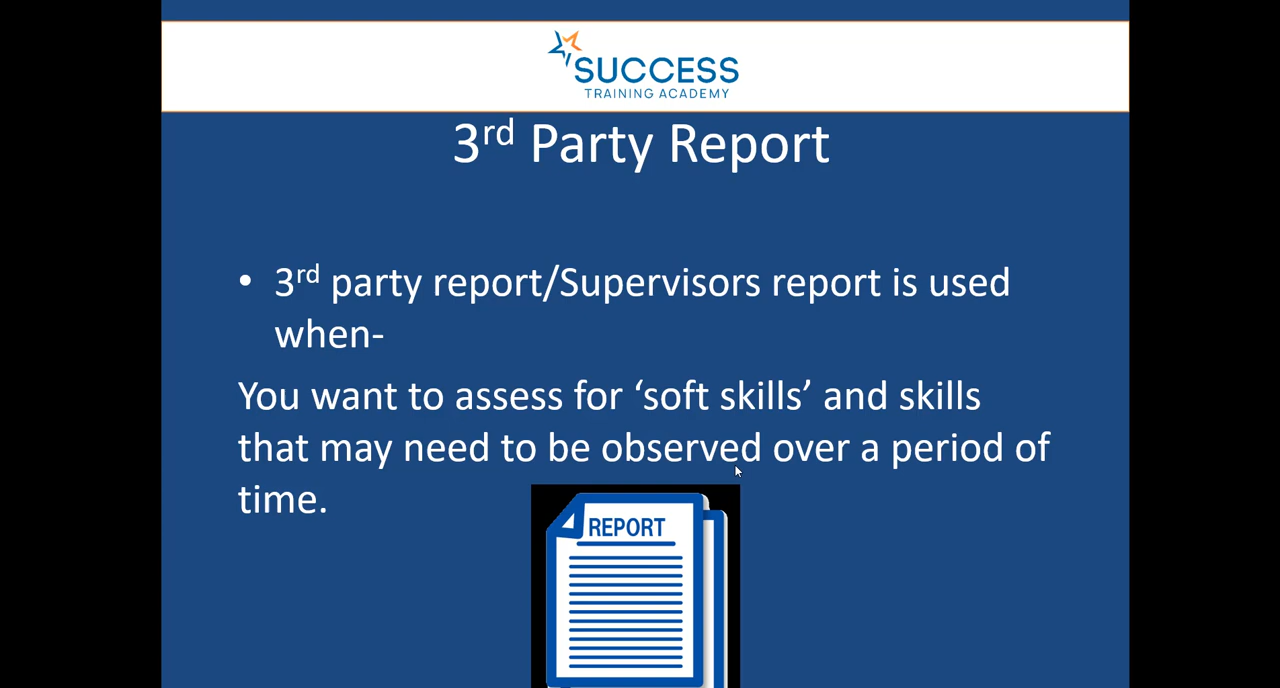 SUCCESS
TRAINING ACADEMY
3rd Party Report
• 3rd party report/Supervisors report is used
when-
You want to assess for ‘soft skills’ and skills
that may need to be observed over a period of
time.
REPORT